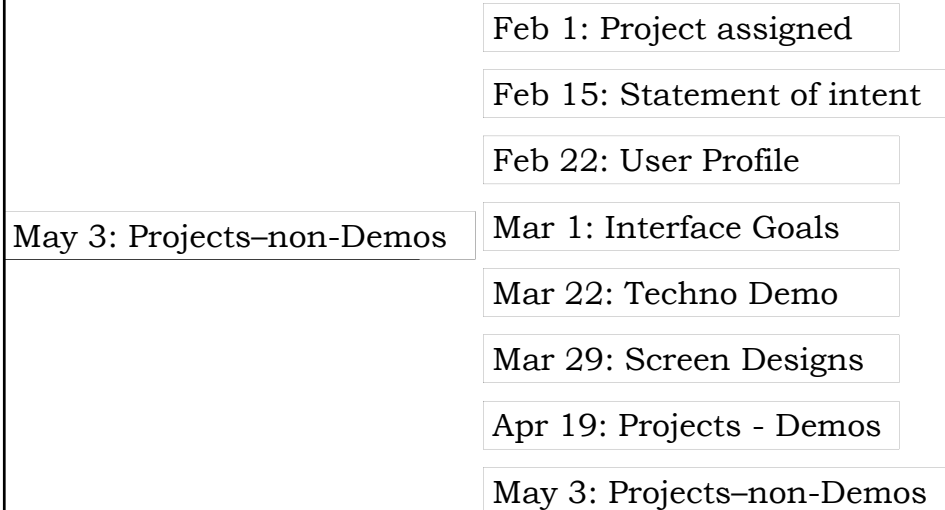 Feb 1: Project assigned
Feb 15: Statement of intent
Feb 22: User Profile
May 3: Projects–non-Demos
Mar 1: Interface Goals
Mar 22: Techno Demo
Mar 29: Screen Designs
Apr 19: Projects - Demos
May 3: Projects–non-Demos